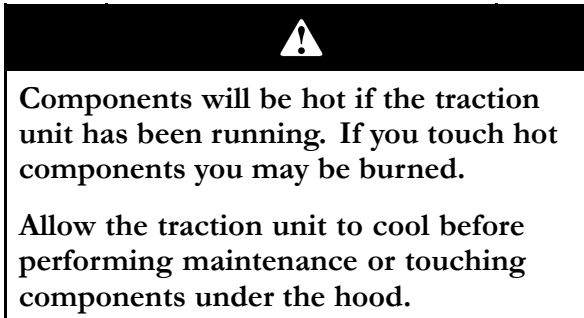 Components will be hot if the traction
unit has been running. If you touch hot
components you may be burned.
Allow the traction unit to cool before
performing maintenance or touching
components under the hood.